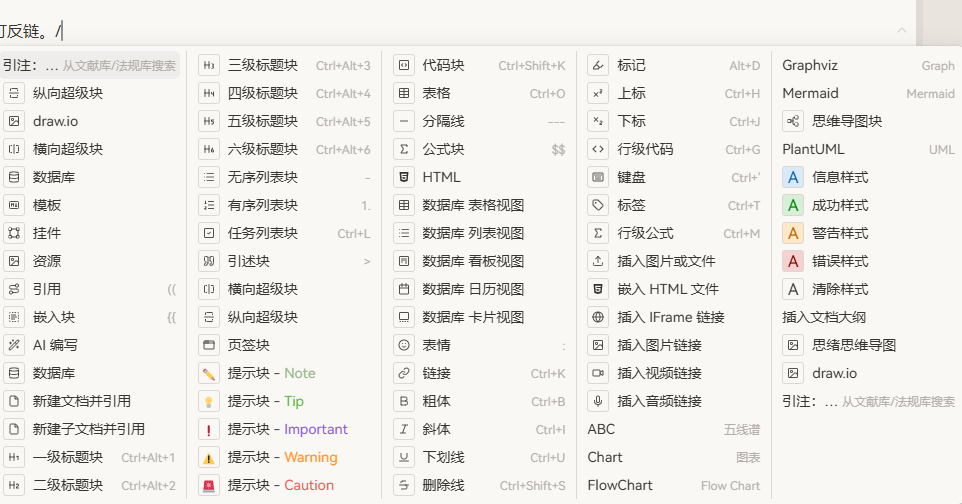 打反链。/
引注：… 从文献库/法规库搜索
纵向超级块
draw.io
横向超级块
数据库
模板
挂件
资源
引用 ((
嵌入块 {{
AI 编写
数据库
新建文档并引用
新建子文档并引用
H1 一级标题块 Ctrl+Alt+1
H2 二级标题块 Ctrl+Alt+2
H3 三级标题块 Ctrl+Alt+3
H4 四级标题块 Ctrl+Alt+4
H5 五级标题块 Ctrl+Alt+5
H6 六级标题块 Ctrl+Alt+6
无序列表块 -
有序列表块 1.
任务列表块 Ctrl+L
引述块 >
横向超级块
纵向超级块
页签块
提示块 - Note
提示块 - Tip
提示块 - Important
提示块 - Warning
提示块 - Caution
代码块 Ctrl+Shift+K
表格 Ctrl+O
分隔线 ---
公式块 $$
HTML
数据库 表格视图
数据库 列表视图
数据库 看板视图
数据库 日历视图
数据库 卡片视图
表情 :
链接 Ctrl+K
B 粗体 Ctrl+B
I 斜体 Ctrl+I
U 下划线 Ctrl+U
S 删除线 Ctrl+Shift+S
标记 Alt+D
x² 上标 Ctrl+H
x₂ 下标 Ctrl+J
行级代码 Ctrl+G
键盘 Ctrl+'
标签 Ctrl+T
行级公式 Ctrl+M
插入图片或文件
嵌入 HTML 文件
插入 IFrame 链接
插入图片链接
插入视频链接
插入音频链接
ABC 五线谱
Chart 图表
FlowChart Flow Chart
Graphviz Graph
Mermaid Mermaid
思维导图块
PlantUML UML
A 信息样式
A 成功样式
A 警告样式
A 错误样式
A 清除样式
插入文档大纲
思绪思维导图
draw.io
引注：… 从文献库/法规库搜索